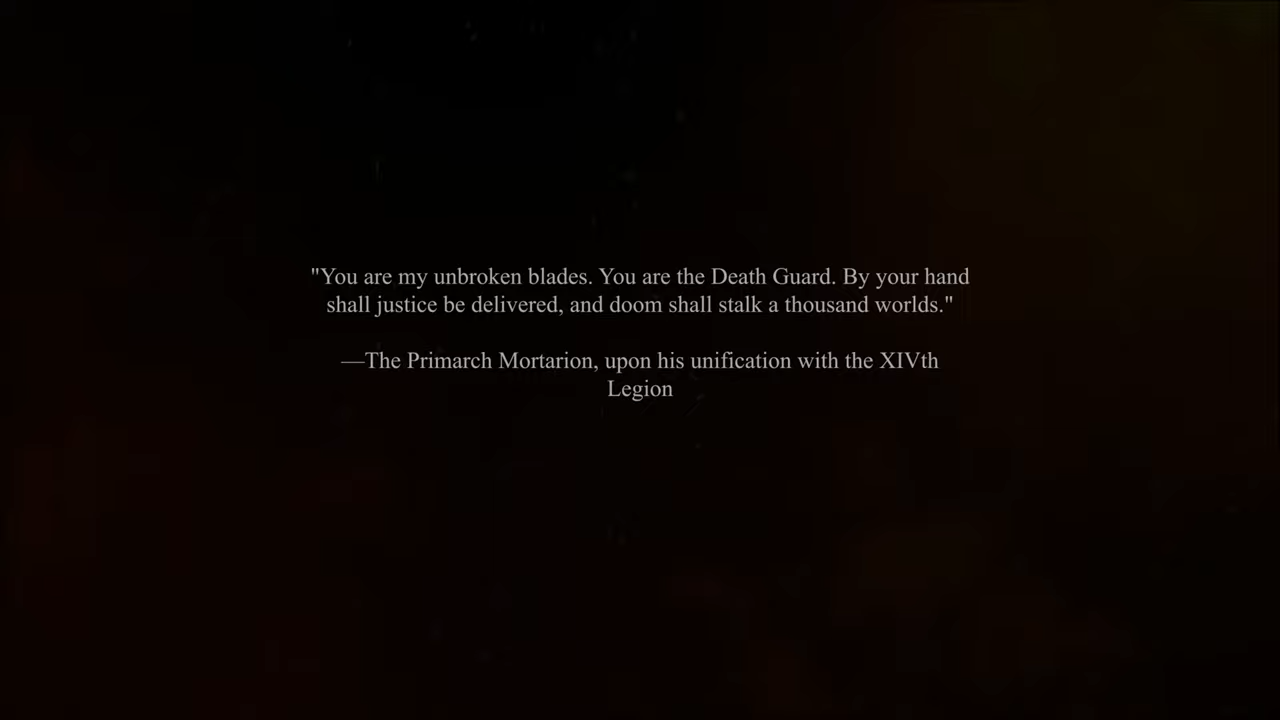 "You are my unbroken blades. You are the Death Guard. By your hand
shall justice be delivered, and doom shall stalk a thousand worlds."
—The Primarch Mortarion, upon his unification with the XIVth
Legion